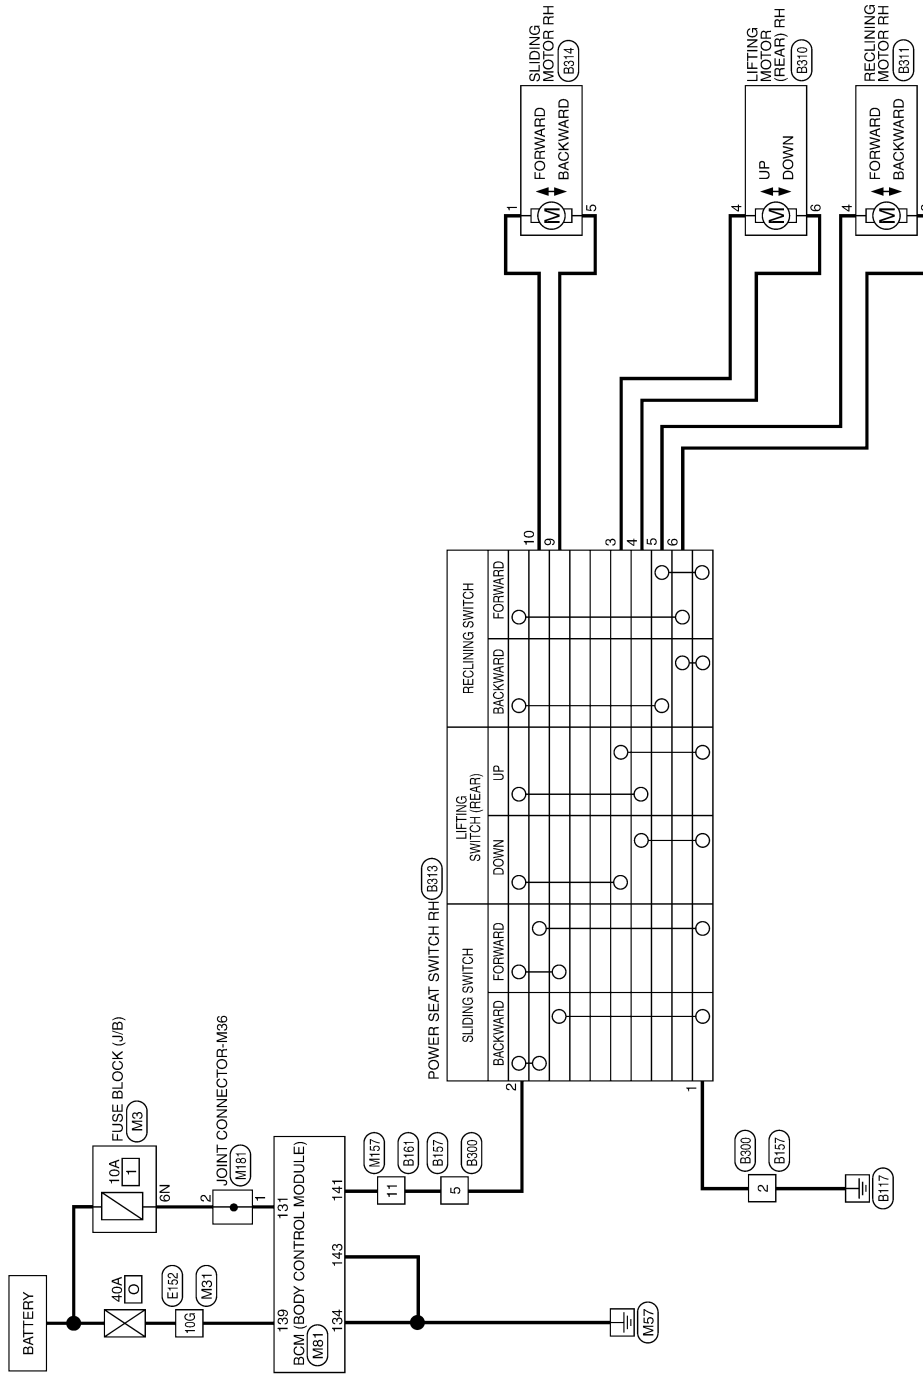 BATTERY
40A
O
E152
10G
M31
139
FUSE BLOCK (J/B)
M3
10A
1
6N
2
JOINT CONNECTOR-M36
M181
1
131
BCM (BODY CONTROL MODULE)
M81
134
143
141
M57
11
M157
B161
5
B157
B300
POWER SEAT SWITCH RH
B313
2
1
SLIDING SWITCH
LIFTING
SWITCH (REAR)
RECLINING SWITCH
BACKWARD
FORWARD
DOWN
UP
BACKWARD
FORWARD
10
9
3
4
5
6
2
B300
B157
B117
SLIDING
MOTOR RH
B314
FORWARD
BACKWARD
M
1
5
LIFTING
MOTOR
(REAR) RH
B310
UP
DOWN
M
4
6
RECLINING
MOTOR RH
B311
FORWARD
BACKWARD
M
4